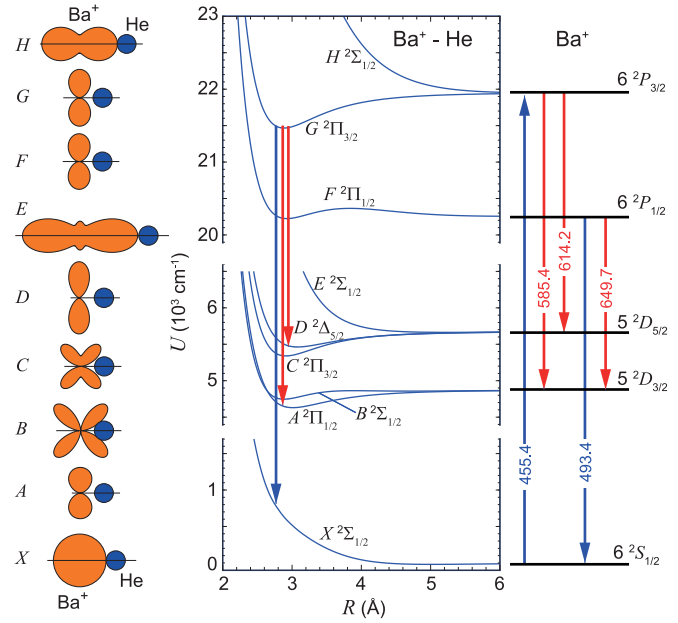 Ba⁺
He
H
G
F
E
D
C
B
A
X
He
Ba⁺
23
22
21
20
6
5
4
1
0
U (10³ cm⁻¹)
2
3
4
5
6
R (Å)
Ba⁺ - He
H ²Σ₁/₂
G ²Π₃/₂
F ²Π₁/₂
E ²Σ₁/₂
D ²Δ₅/₂
C ²Π₃/₂
B ²Σ₁/₂
A ²Π₁/₂
X ²Σ₁/₂
Ba⁺
6 ²P₃/₂
6 ²P₁/₂
5 ²D₅/₂
5 ²D₃/₂
6 ²S₁/₂
585.4
614.2
649.7
455.4
493.4